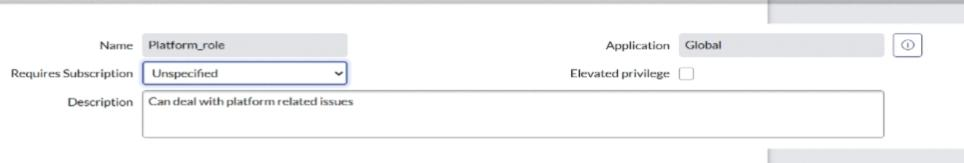 Name Platform_role Application Global
Requires Subscription Unspecified Elevated privilege
Description Can deal with platform related issues